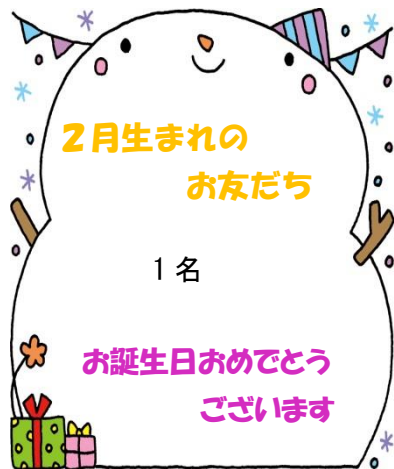 ２月生まれの
お友だち
１名
お誕生日おめでとう
ございます